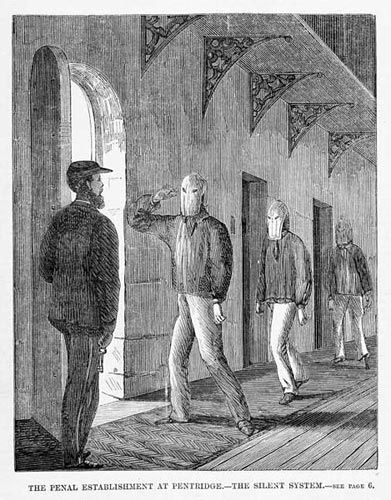 THE PENAL ESTABLISHMENT AT PENTRIDGE.—THE SILENT SYSTEM.—SEE PAGE 6.